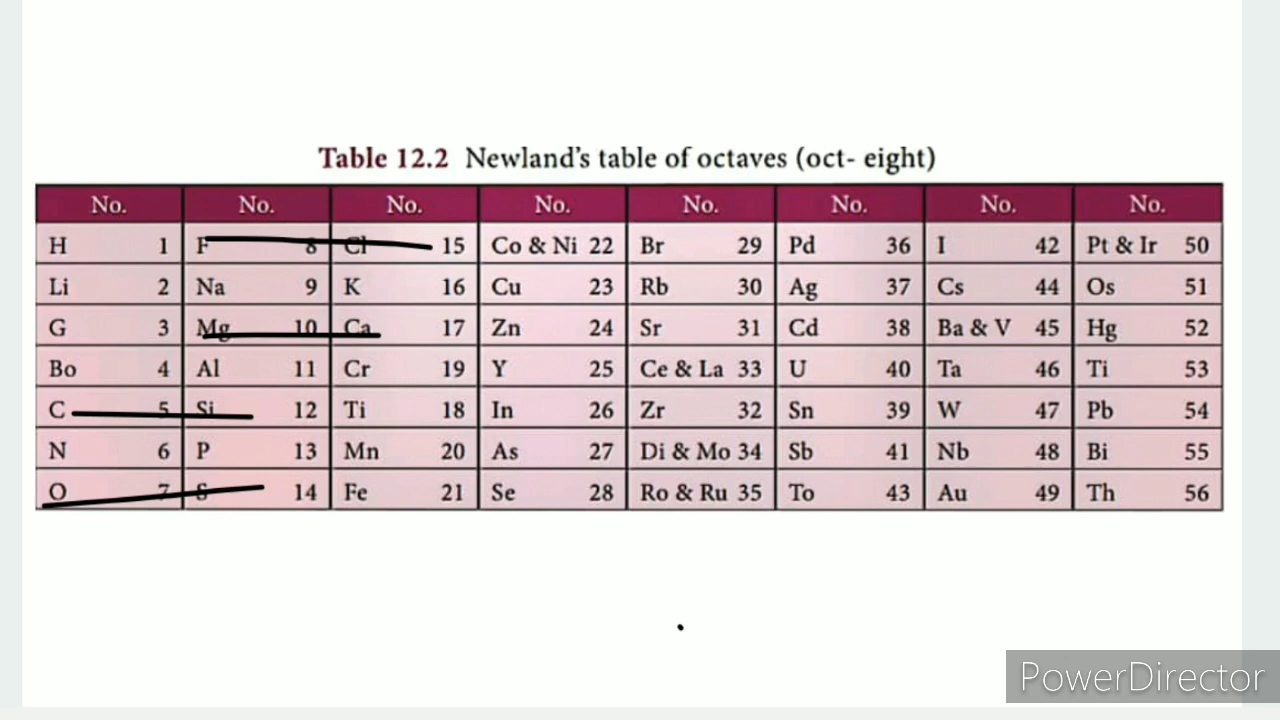 Table 12.2 Newland's table of octaves (oct- eight)
No. No. No. No. No. No. No. No.
H 1 F 8 Cl 15 Co & Ni 22 Br 29 Pd 36 I 42 Pt & Ir 50
Li 2 Na 9 K 16 Cu 23 Rb 30 Ag 37 Cs 44 Os 51
G 3 Mg 10 Ca 17 Zn 24 Sr 31 Cd 38 Ba & V 45 Hg 52
Bo 4 Al 11 Cr 19 Y 25 Ce & La 33 U 40 Ta 46 Ti 53
C 5 Si 12 Ti 18 In 26 Zr 32 Sn 39 W 47 Pb 54
N 6 P 13 Mn 20 As 27 Di & Mo 34 Sb 41 Nb 48 Bi 55
O 7 S 14 Fe 21 Se 28 Ro & Ru 35 To 43 Au 49 Th 56
PowerDirector